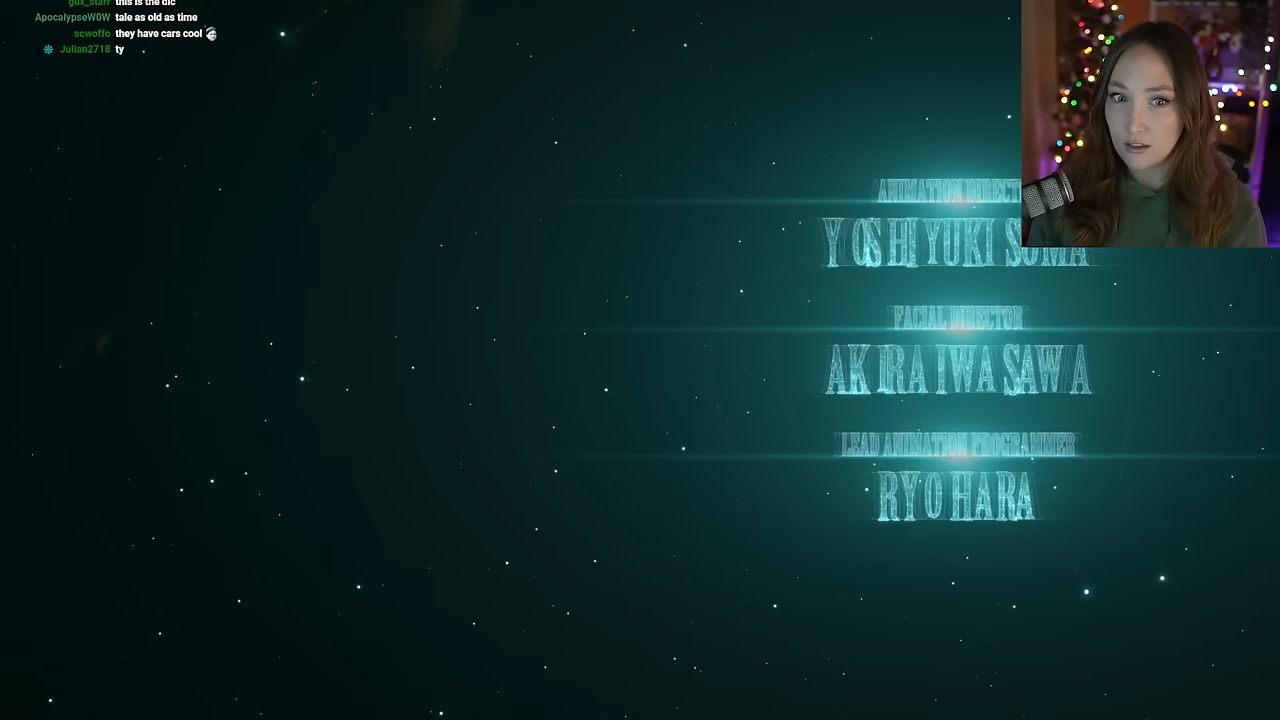 gux_starr this is the dlc
ApocalypseW0W tale as old as time
scwoffo they have cars cool
Julian2718 ty
ANIMATION DIRECT
YOSHIYUKI SOMA
FACIAL DIRECTOR
AKIRA IWASAWA
LEAD ANIMATION PROGRAMMER
RYO HARA